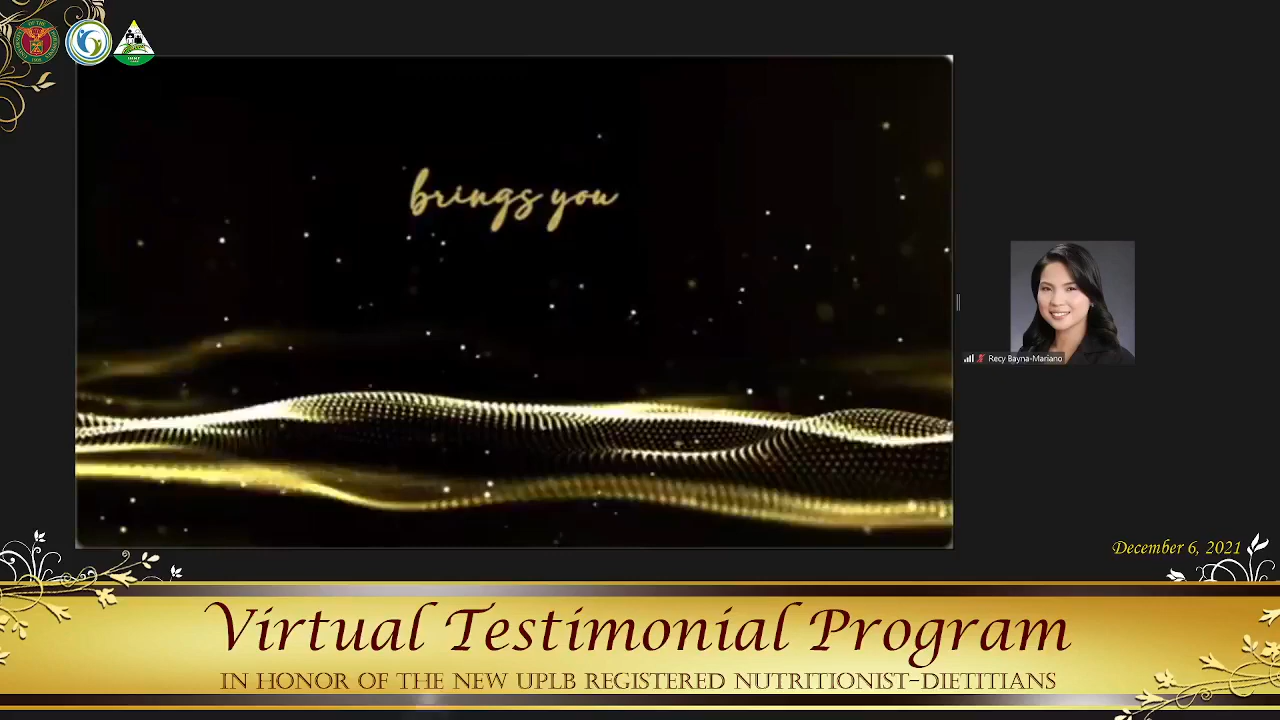 brings you
Recy Bayna-Mariano
December 6, 2021
Virtual Testimonial Program
IN HONOR OF THE NEW UPLB REGISTERED NUTRITIONIST-DIETITIANS